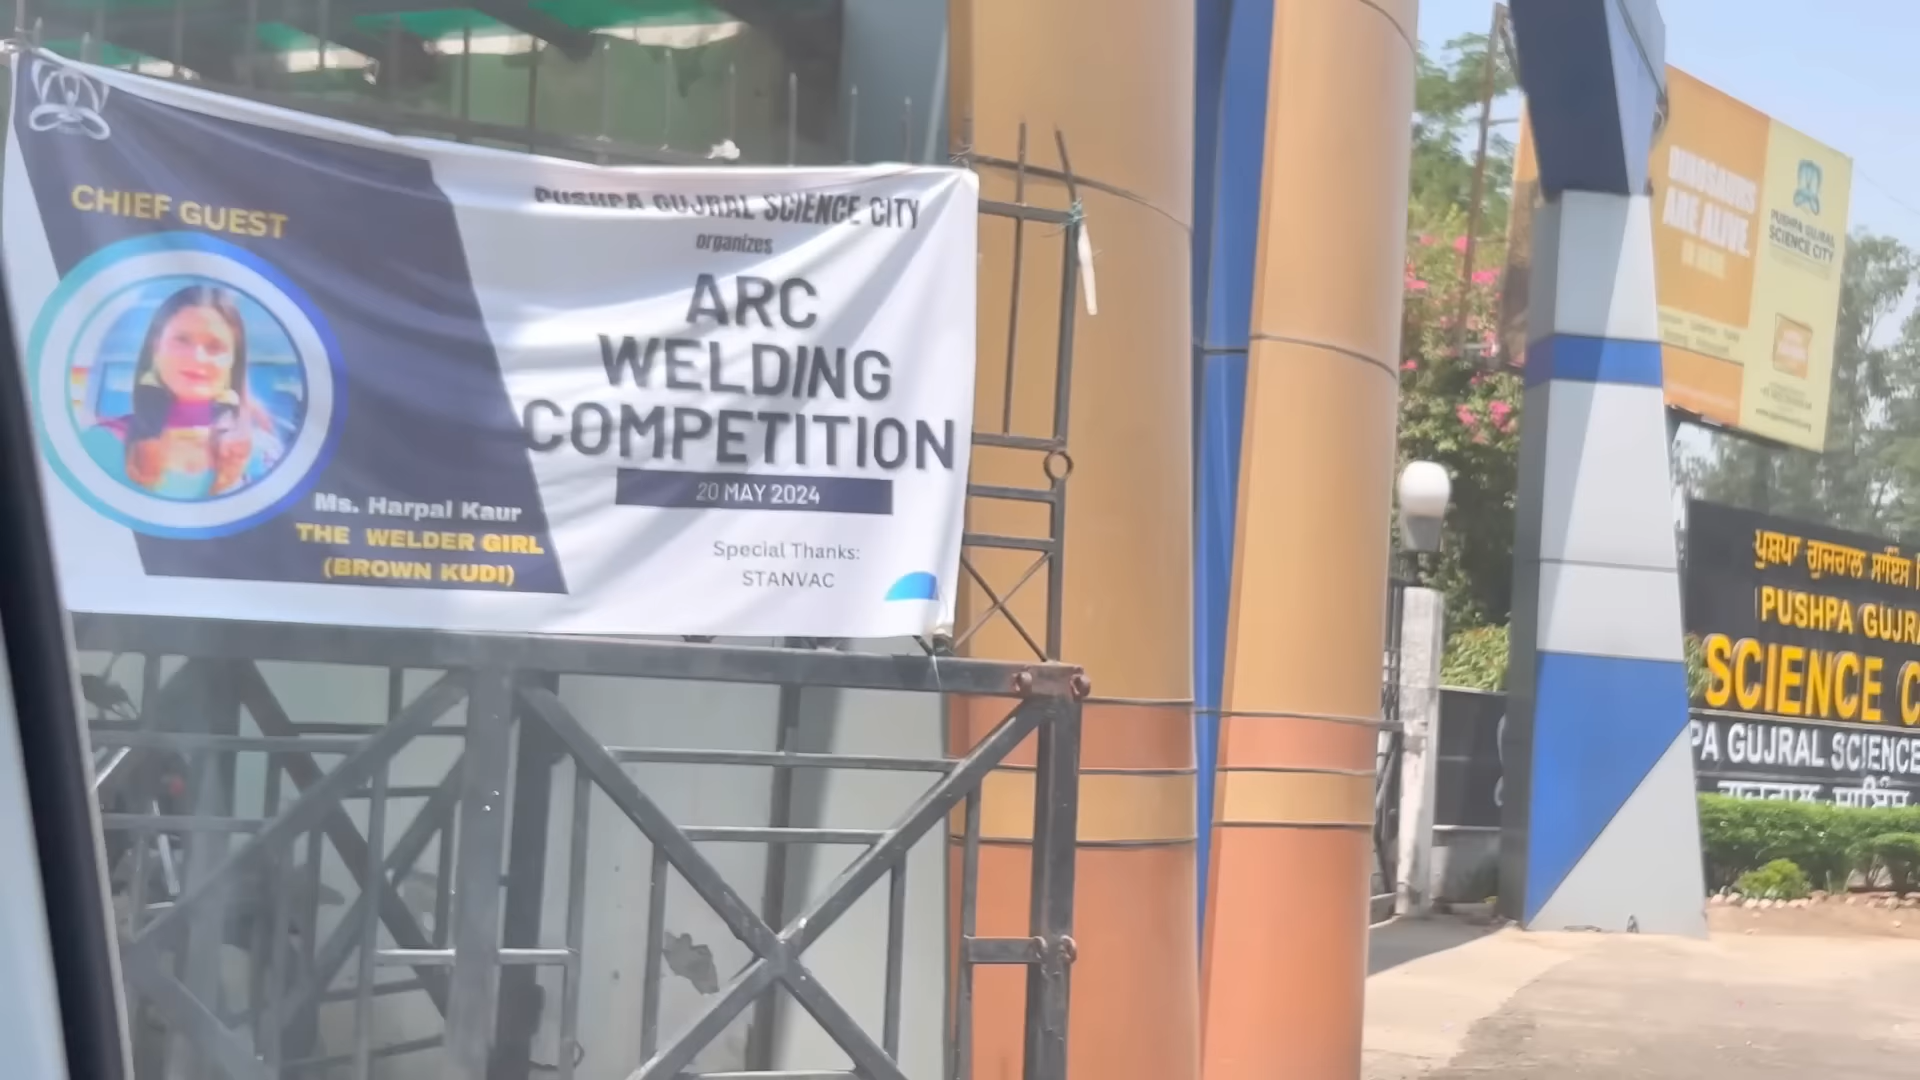 CHIEF GUEST
Ms. Harpal Kaur
THE WELDER GIRL
(BROWN KUDI)
PUSHPA GUJRAL SCIENCE CITY
organizes
ARC
WELDING
COMPETITION
20 MAY 2024
Special Thanks:
STANVAC
DINOSAURS
ARE ALIVE
PUSHPA GUJRAL
SCIENCE CITY
ਪੁਸ਼ਪਾ ਗੁਜਰਾਲ ਸਾਇੰਸ
PUSHPA GUJRA
SCIENCE C
PA GUJRAL SCIENCE